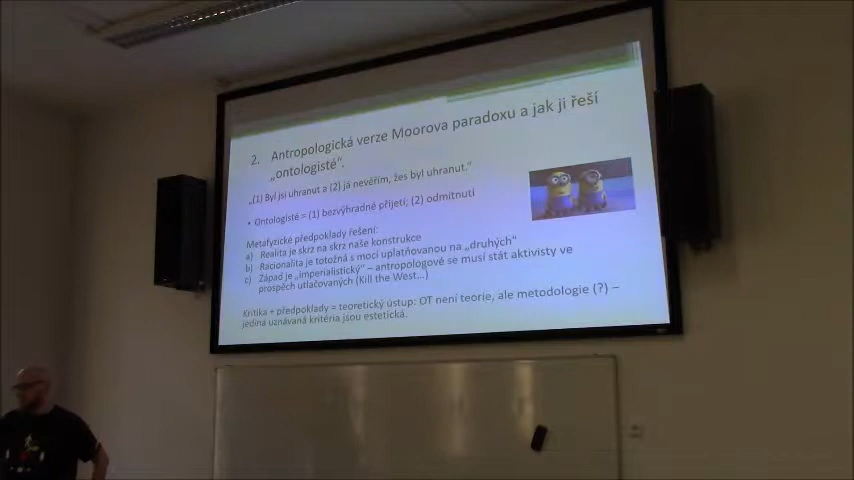 2. Antropologická verze Moorova paradoxu a jak ji řeší
„ontologisté“.
„(1) Byl jsi uhranut a (2) já nevěřím, žes byl uhranut.“
• Ontologisté = (1) bezvýhradné přijetí; (2) odmítnutí
Metafyzické předpoklady řešení:
a) Realita je skrz na skrz naše konstrukce
b) Racionalita je totožná s mocí uplatňovanou na „druhých“
c) Západ je „imperialistický“ – antropologové se musí stát aktivisty ve
prospěch utlačovaných (Kill the West...)
Kritika + předpoklady = teoretický ústup: OT není teorie, ale metodologie (?) –
jediná uznávaná kritéria jsou estetická.